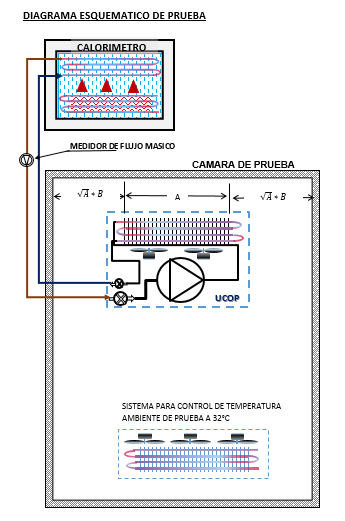 DIAGRAMA ESQUEMATICO DE PRUEBA
CALORIMETRO
V
MEDIDOR DE FLUJO MASICO
CAMARA DE PRUEBA
√A * B
A
√A * B
UCOP
SISTEMA PARA CONTROL DE TEMPERATURA
AMBIENTE DE PRUEBA A 32°C